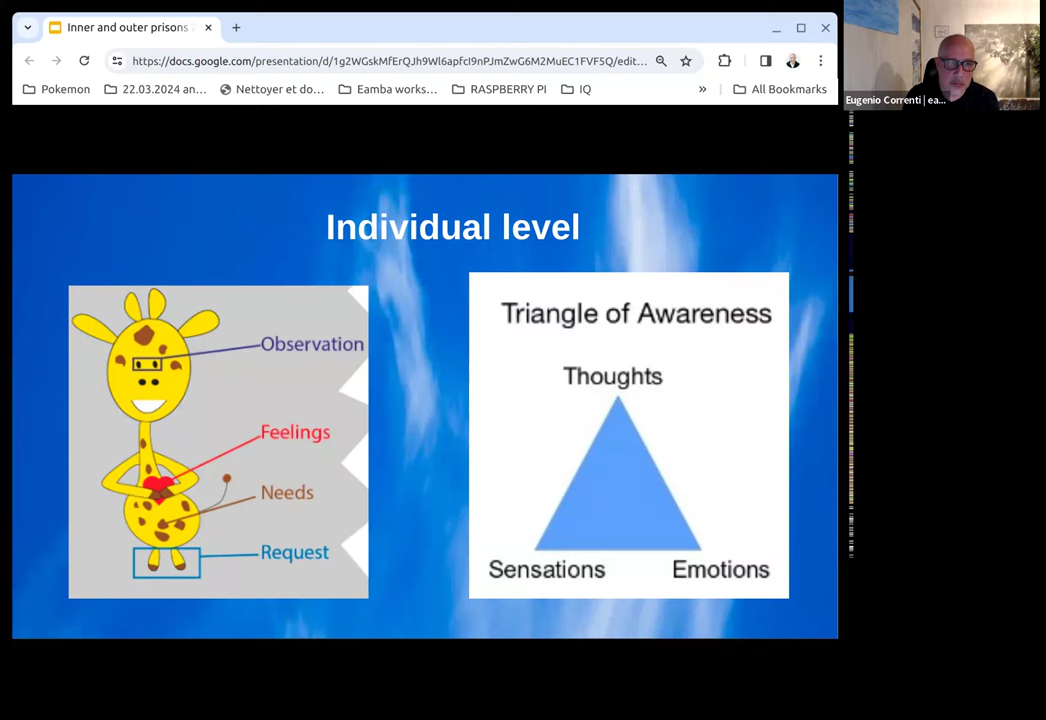 Inner and outer prisons
https://docs.google.com/presentation/d/1g2WGskMfErQJh9Wl6apfcI9nPJmZwG6M2MuEC1FVF5Q/edit...
Pokemon
22.03.2024 an...
Nettoyer et do...
Eamba works...
RASPBERRY PI
IQ
All Bookmarks
Eugenio Correnti | ea...
Individual level
Observation
Feelings
Needs
Request
Triangle of Awareness
Thoughts
Sensations
Emotions